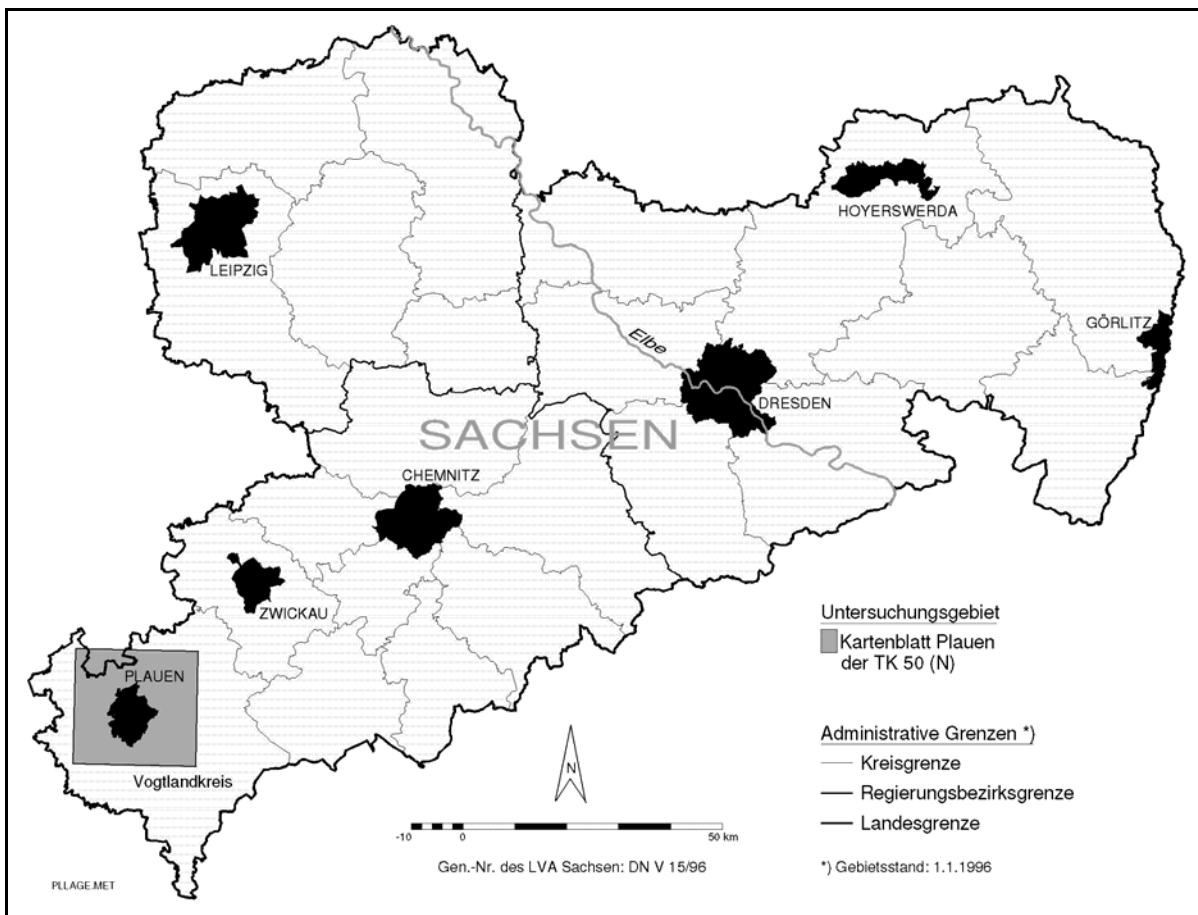 HOYERSWERDA
LEIPZIG
GÖRLITZ
Elbe
DRESDEN
SACHSEN
CHEMNITZ
ZWICKAU
PLAUEN
Vogtlandkreis
Untersuchungsgebiet
Kartenblatt Plauen
der TK 50 (N)
Administrative Grenzen *)
Kreisgrenze
Regierungsbezirksgrenze
Landesgrenze
N
-10 0 50 km
Gen.-Nr. des LVA Sachsen: DN V 15/96
*) Gebietsstand: 1.1.1996
PLLAGE.MET